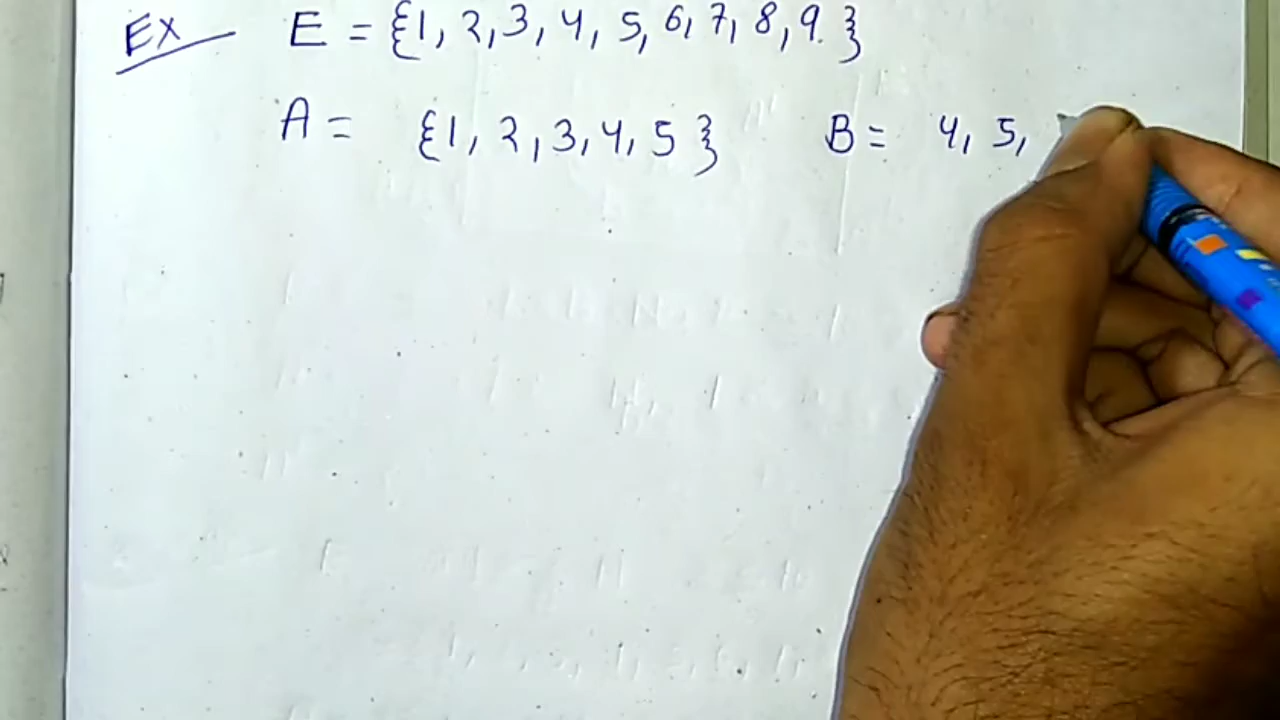 Ex E = {1, 2, 3, 4, 5, 6, 7, 8, 9. }
A = {1, 2, 3, 4, 5 } B = 4, 5,